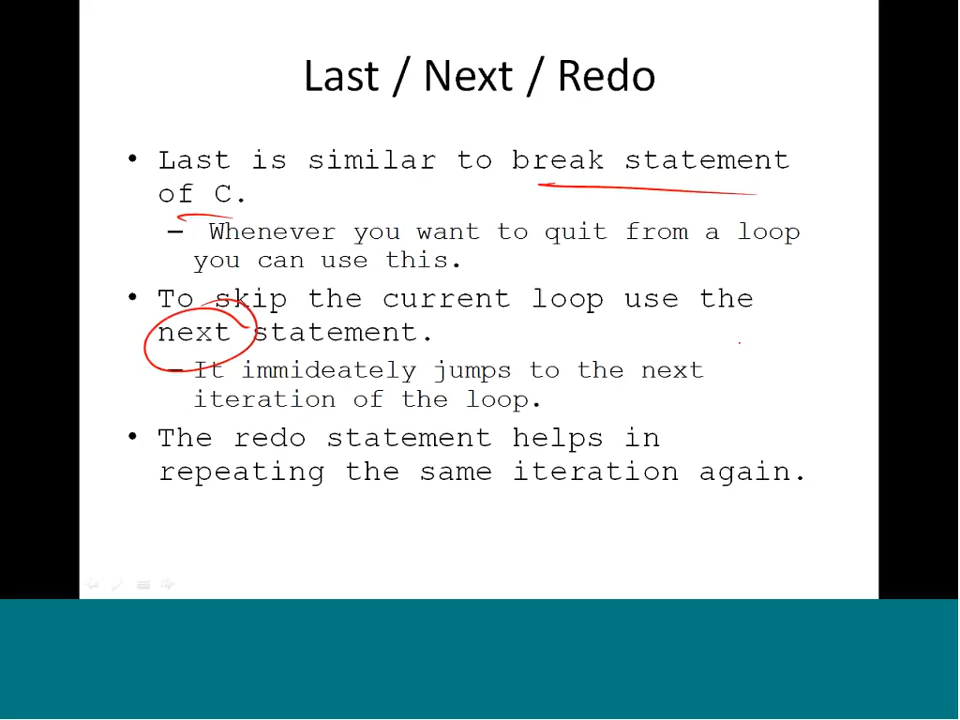 Last / Next / Redo
• Last is similar to break statement
of C.
– Whenever you want to quit from a loop
you can use this.
• To skip the current loop use the
next statement.
– It immideately jumps to the next
iteration of the loop.
• The redo statement helps in
repeating the same iteration again.